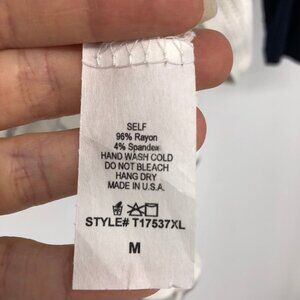 SELF
96% Rayon
4% Spandex
HAND WASH COLD
DO NOT BLEACH
HANG DRY
MADE IN U.S.A.
STYLE# T17537XL
M